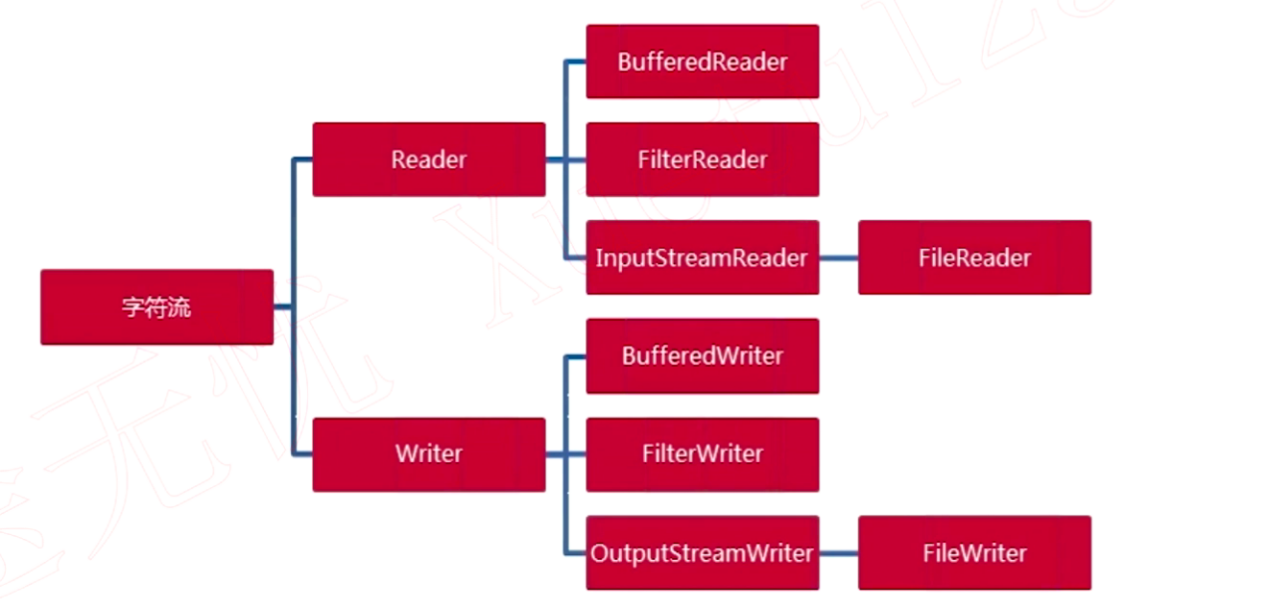 字符流
Reader
BufferedReader
FilterReader
InputStreamReader
FileReader
Writer
BufferedWriter
FilterWriter
OutputStreamWriter
FileWriter